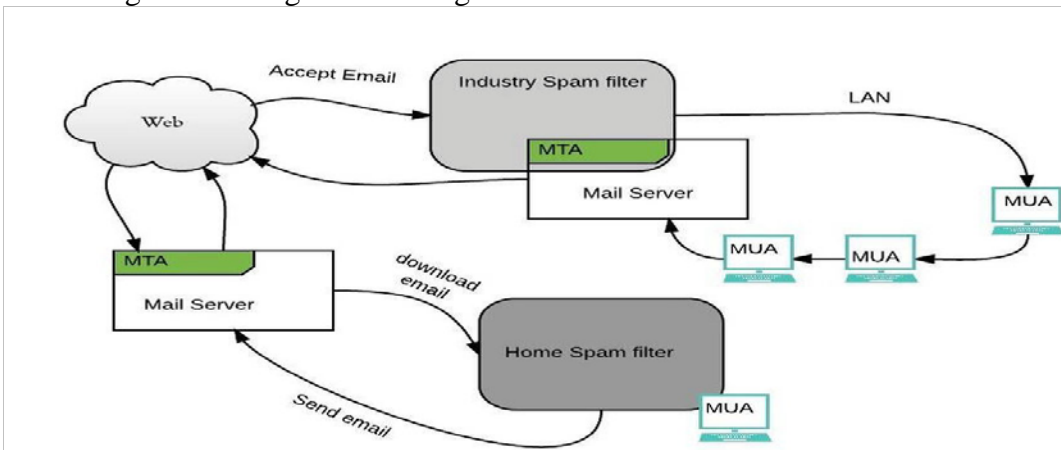 Accept Email
Industry Spam filter
LAN
Web
MTA
Mail Server
MUA
MUA
MUA
MTA
Mail Server
download
email
Home Spam filter
Send email
MUA